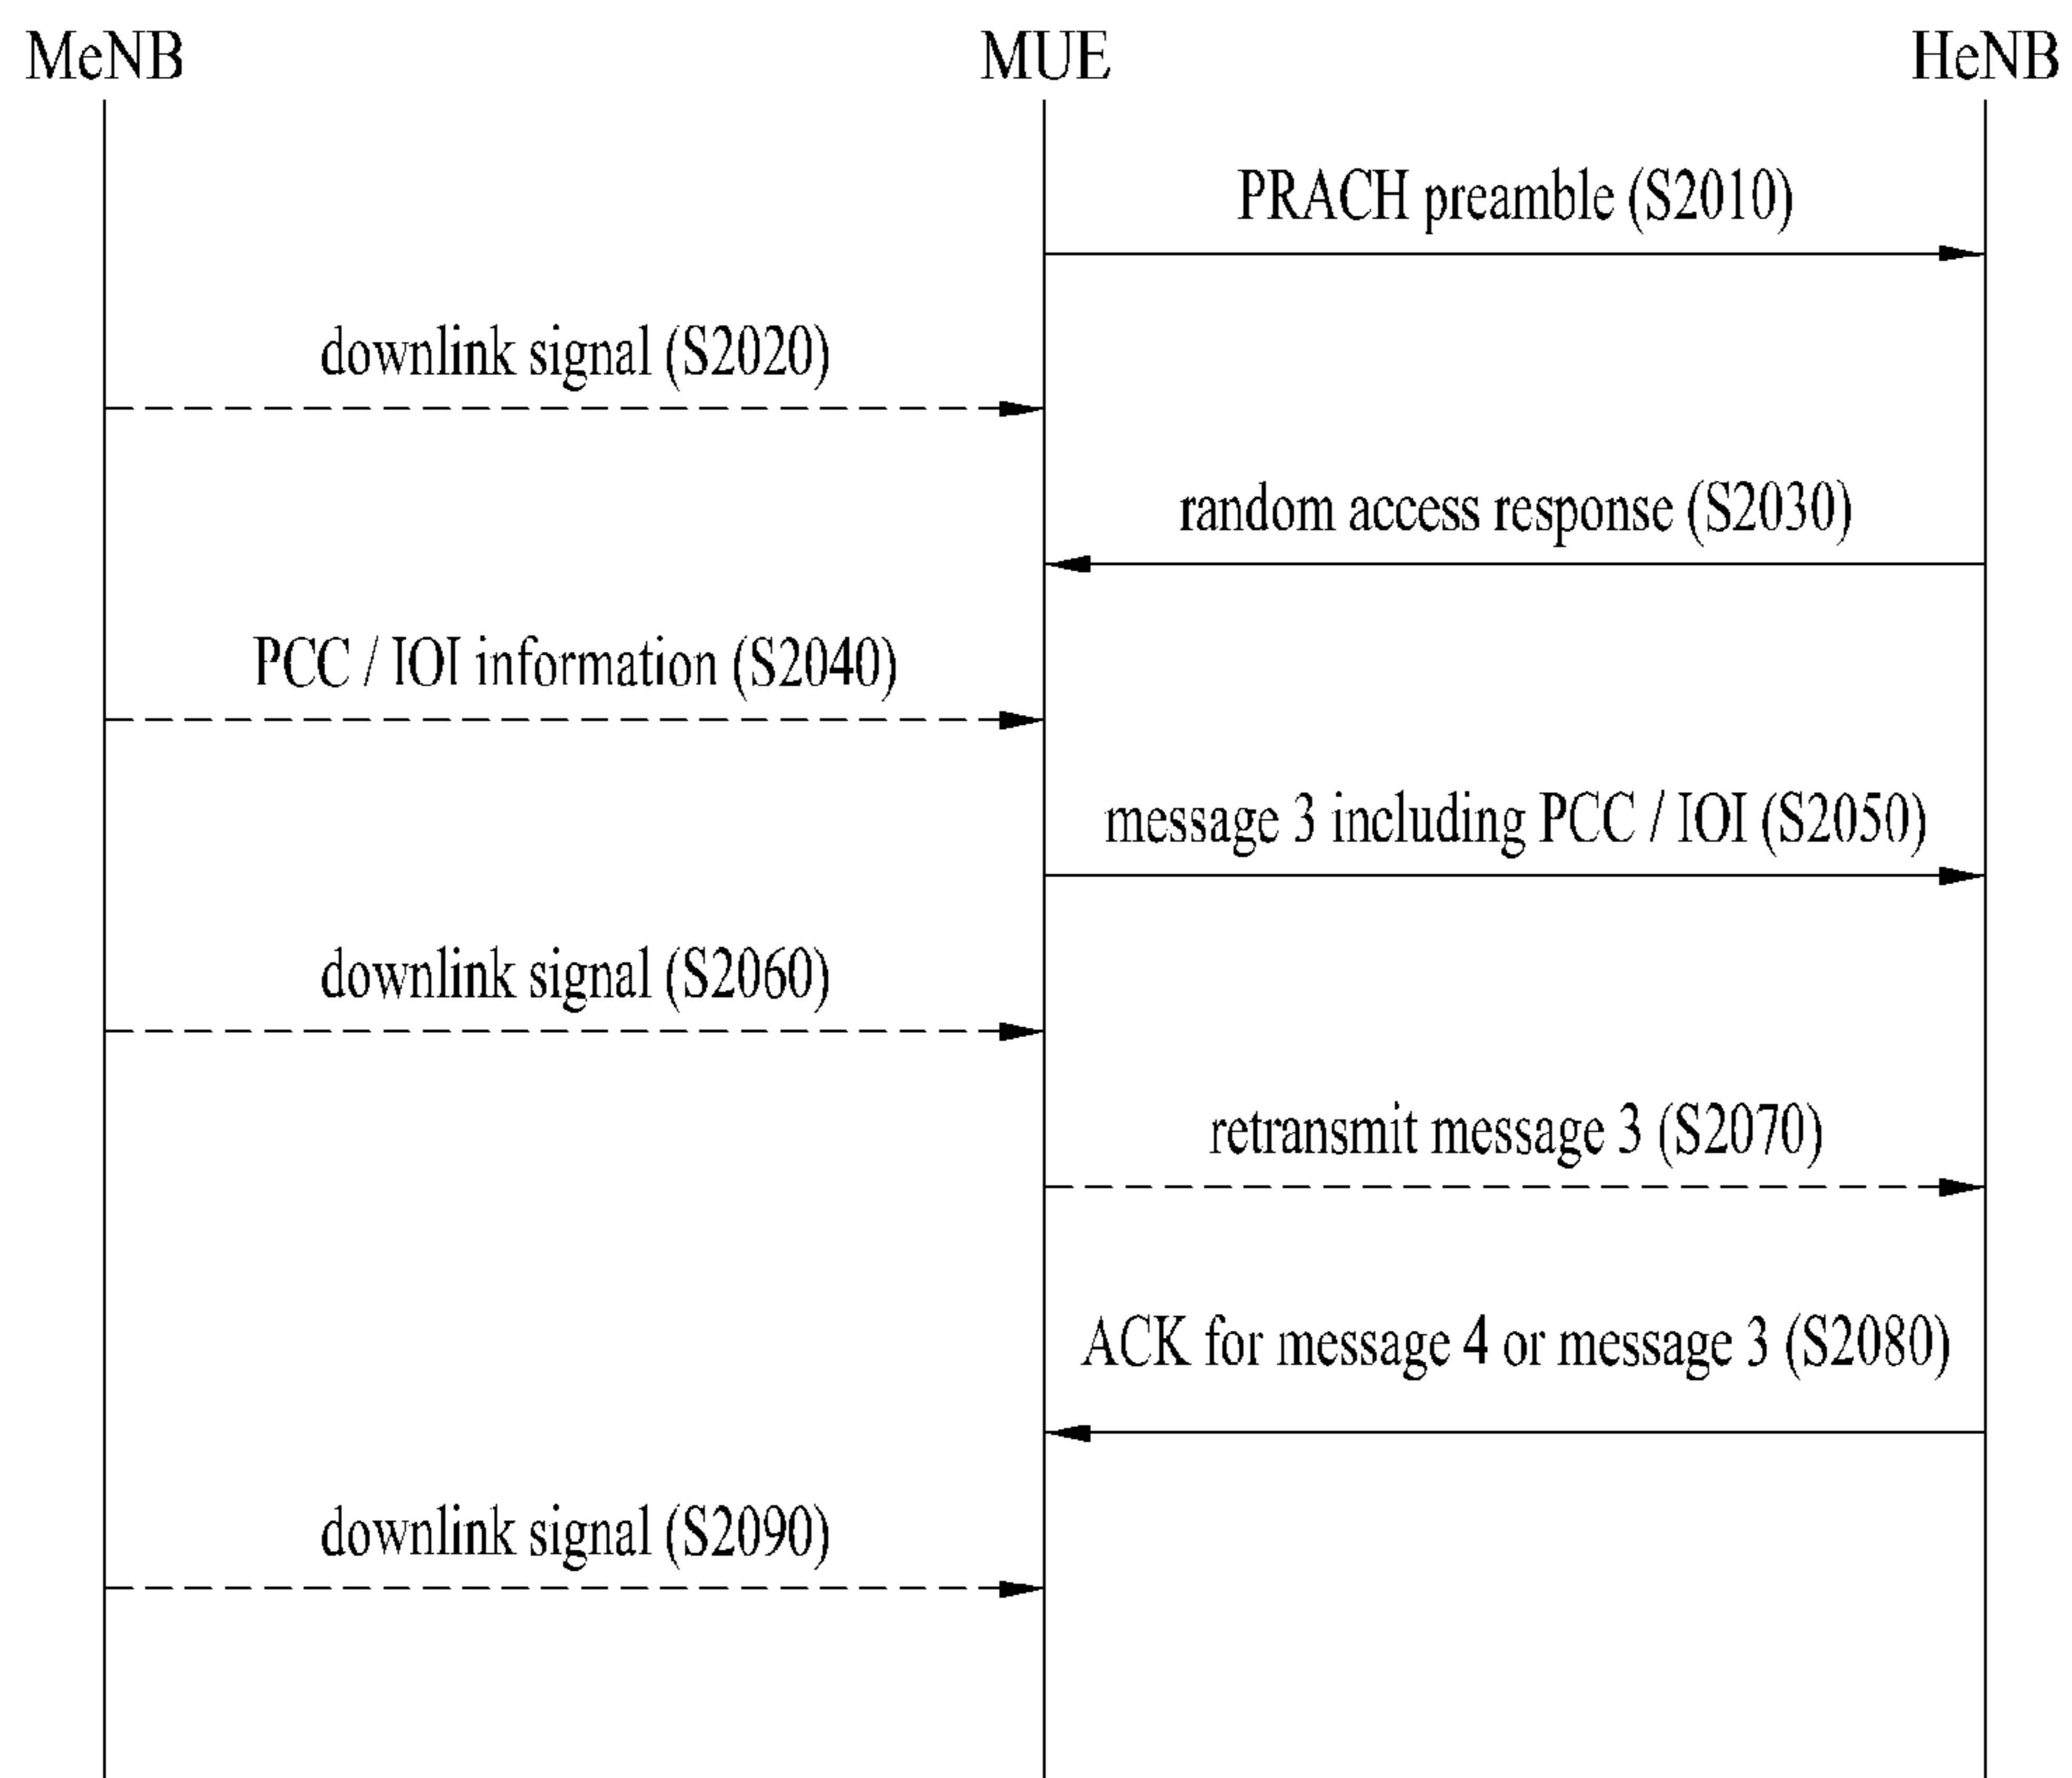 MeNB MUE HeNB
PRACH preamble (S2010)
downlink signal (S2020)
random access response (S2030)
PCC / IOI information (S2040)
message 3 including PCC / IOI (S2050)
downlink signal (S2060)
retransmit message 3 (S2070)
ACK for message 4 or message 3 (S2080)
downlink signal (S2090)